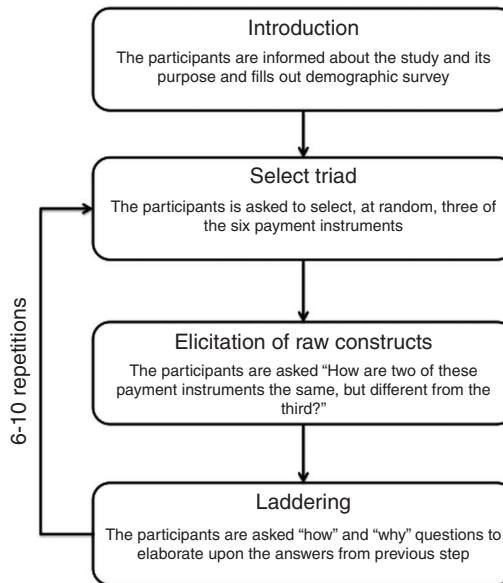 Introduction
The participants are informed about the study and its
purpose and fills out demographic survey
Select triad
The participants is asked to select, at random, three of
the six payment instruments
6-10 repetitions
Elicitation of raw constructs
The participants are asked “How are two of these
payment instruments the same, but different from the
third?”
Laddering
The participants are asked “how” and “why” questions to
elaborate upon the answers from previous step